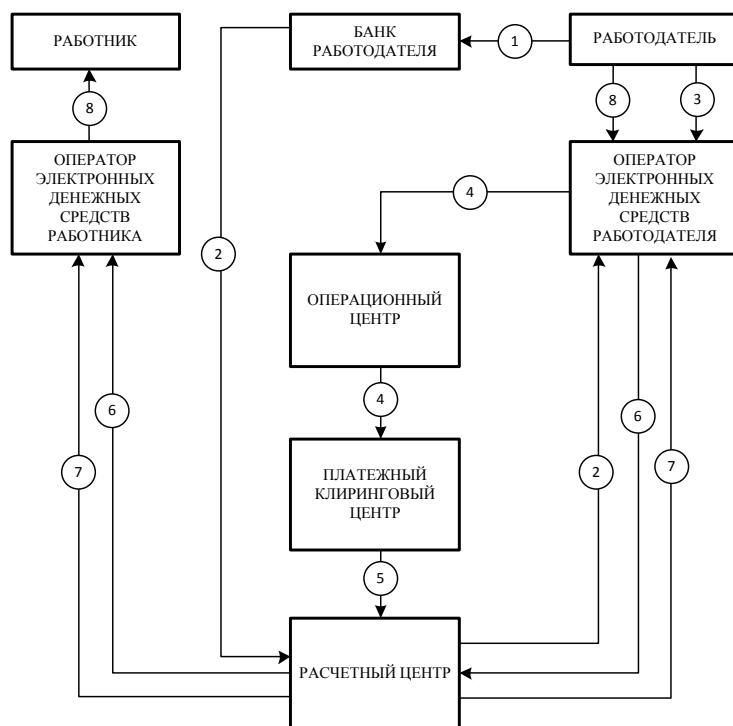 РАБОТНИК
БАНК
РАБОТОДАТЕЛЯ
1
РАБОТОДАТЕЛЬ
8
8
3
ОПЕРАТОР
ЭЛЕКТРОННЫХ
ДЕНЕЖНЫХ
СРЕДСТВ
РАБОТНИКА
2
4
ОПЕРАТОР
ЭЛЕКТРОННЫХ
ДЕНЕЖНЫХ
СРЕДСТВ
РАБОТОДАТЕЛЯ
ОПЕРАЦИОННЫЙ
ЦЕНТР
6
4
6
7
ПЛАТЕЖНЫЙ
КЛИРИНГОВЫЙ
ЦЕНТР
2
7
5
РАСЧЕТНЫЙ ЦЕНТР